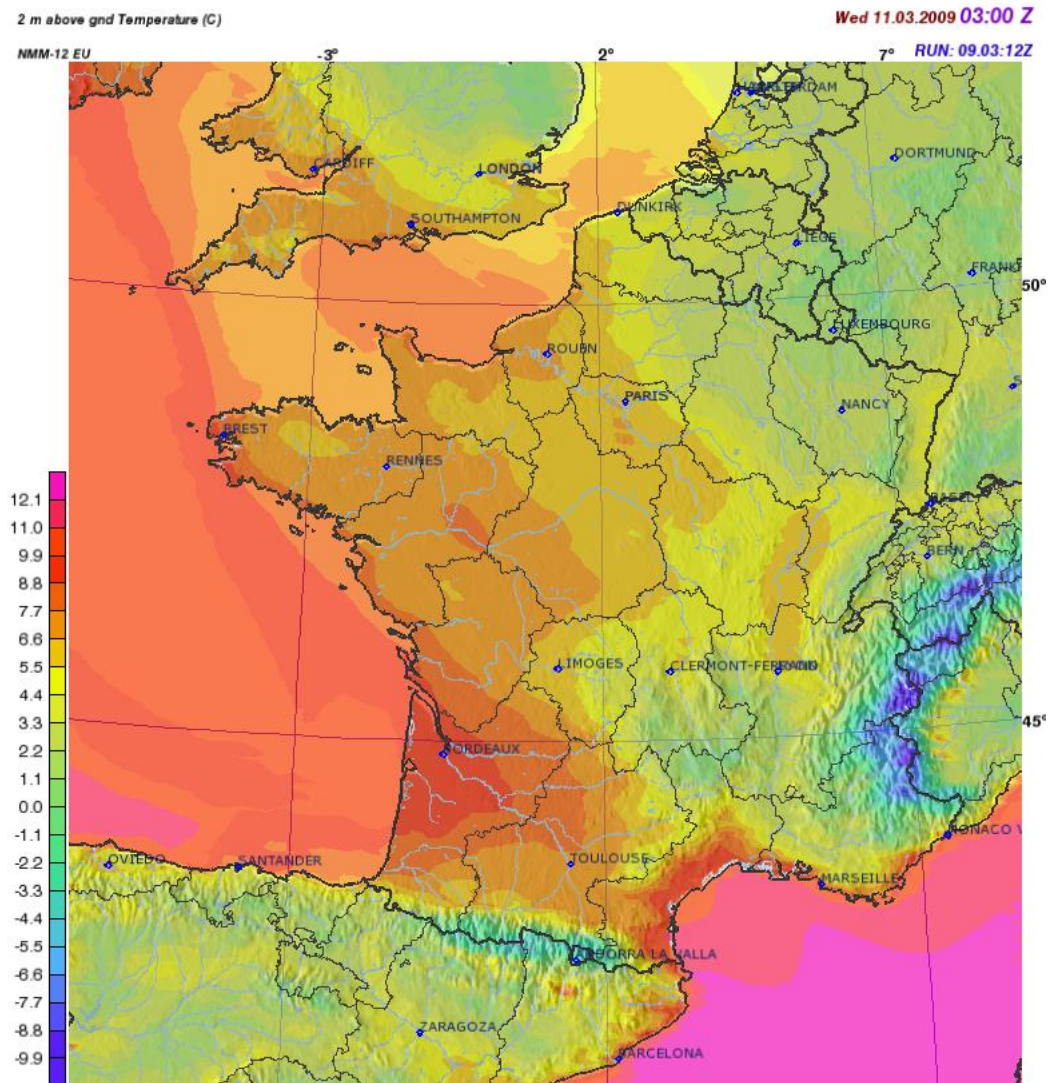 2 m above gnd Temperature (C)
Wed 11.03.2009 03:00 Z
NMM-12 EU
-3°
2°
7°
RUN: 09.03:12Z
DORTMUND
CARDIFF
LONDON
DUNKIRK
SOUTHAMPTON
LIEGE
50°
LUXEMBOURG
ROUEN
PARIS
NANCY
BREST
RENNES
BASEL
BERN
LIMOGES
CLERMONT-FERRAND
45°
BORDEAUX
MONACO V
OVIEDO
SANTANDER
TOULOUSE
MARSEILLE
ANDORRA LA VALLA
ZARAGOZA
BARCELONA
12.1
11.0
9.9
8.8
7.7
6.6
5.5
4.4
3.3
2.2
1.1
0.0
-1.1
-2.2
-3.3
-4.4
-5.5
-6.6
-7.7
-8.8
-9.9